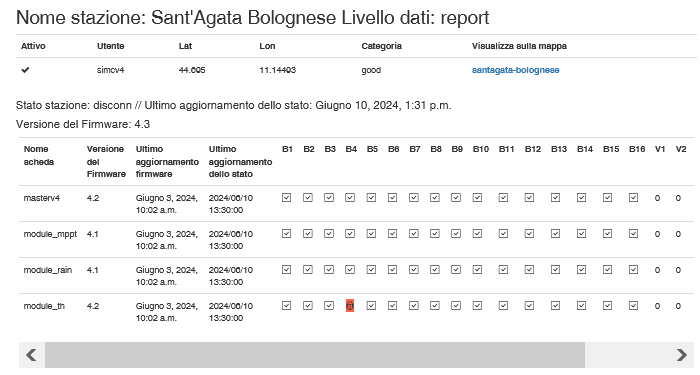 Nome stazione: Sant'Agata Bolognese Livello dati: report
Attivo Utente Lat Lon Categoria Visualizza sulla mappa
simcv4 44.695 11.14493 good santagata-bolognese
Stato stazione: disconn // Ultimo aggiornamento dello stato: Giugno 10, 2024, 1:31 p.m.
Versione del Firmware: 4.3
Nome scheda Versione del Firmware Ultimo aggiornamento firmware Ultimo aggiornamento dello stato B1 B2 B3 B4 B5 B6 B7 B8 B9 B10 B11 B12 B13 B14 B15 B16 V1 V2
masterv4 4.2 Giugno 3, 2024, 10:02 a.m. 2024/06/10 13:30:00 0 0
module_mppt 4.1 Giugno 3, 2024, 10:02 a.m. 2024/06/10 13:30:00 0 0
module_rain 4.1 Giugno 3, 2024, 10:02 a.m. 2024/06/10 13:30:00 0 0
module_th 4.2 Giugno 3, 2024, 10:02 a.m. 2024/06/10 13:30:00 0 0